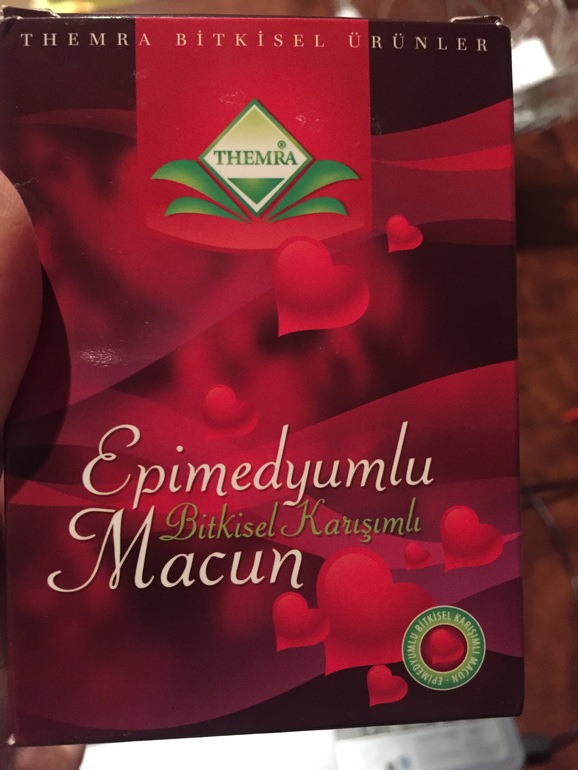 THEMRA BİTKİSEL ÜRÜNLER
THEMRA®
Epimedyumlu
Bitkisel Karışımlı
Macun
EPİMEDYUMLU BİTKİSEL KARIŞIMLI MACUN